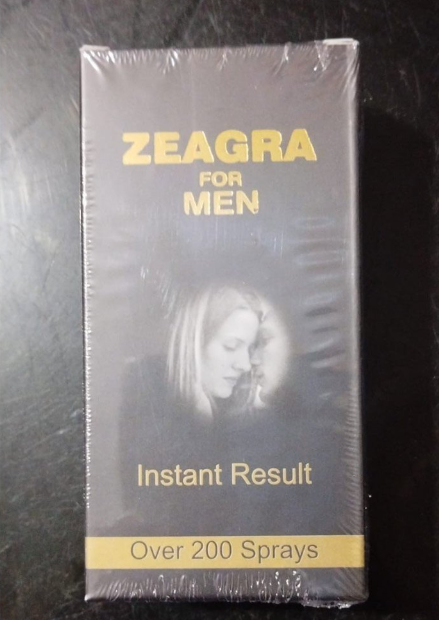 ZEAGRA
FOR
MEN
Instant Result
Over 200 Sprays